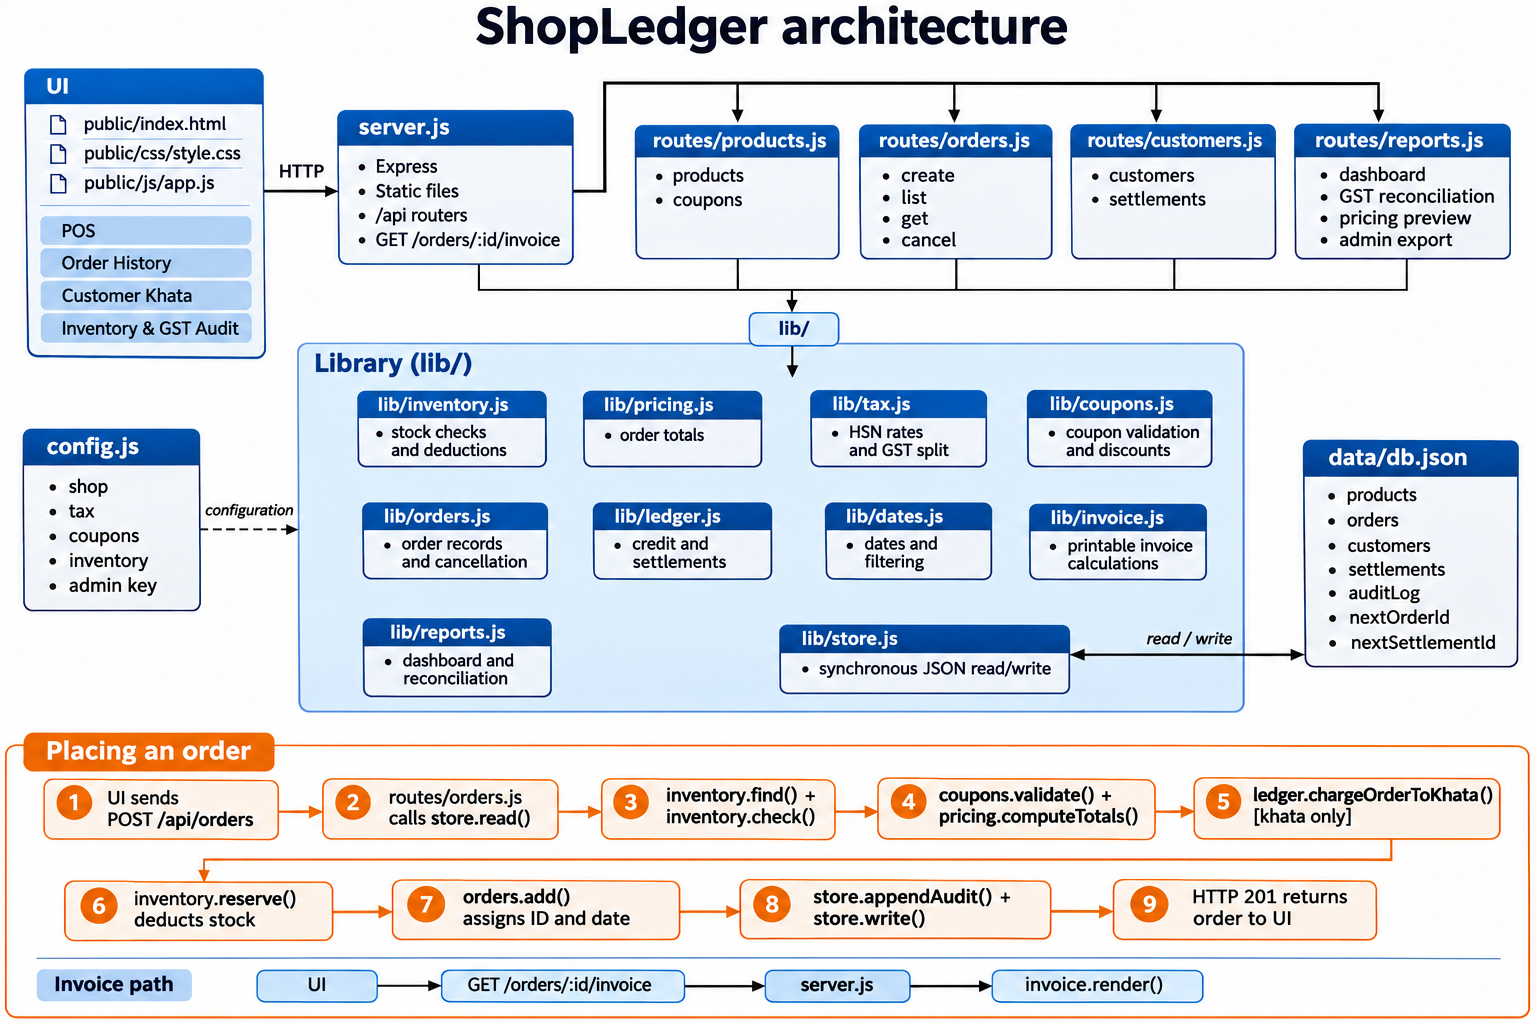 ShopLedger architecture
UI
public/index.html
public/css/style.css
public/js/app.js
POS
Order History
Customer Khata
Inventory & GST Audit
HTTP
server.js
• Express
• Static files
• /api routers
• GET /orders/:id/invoice
routes/products.js
• products
• coupons
routes/orders.js
• create
• list
• get
• cancel
routes/customers.js
• customers
• settlements
routes/reports.js
• dashboard
• GST reconciliation
• pricing preview
• admin export
lib/
Library (lib/)
lib/inventory.js
• stock checks
and deductions
lib/pricing.js
• order totals
lib/tax.js
• HSN rates
and GST split
lib/coupons.js
• coupon validation
and discounts
config.js
• shop
• tax
• coupons
• inventory
• admin key
configuration
lib/orders.js
• order records
and cancellation
lib/ledger.js
• credit and
settlements
lib/dates.js
• dates and
filtering
lib/invoice.js
• printable invoice
calculations
lib/reports.js
• dashboard and
reconciliation
lib/store.js
• synchronous JSON read/write
read / write
data/db.json
• products
• orders
• customers
• settlements
• auditLog
• nextOrderId
• nextSettlementId
Placing an order
1
UI sends
POST /api/orders
2
routes/orders.js
calls store.read()
3
inventory.find() +
inventory.check()
4
coupons.validate() +
pricing.computeTotals()
5
ledger.chargeOrderToKhata()
[khata only]
6
inventory.reserve()
deducts stock
7
orders.add()
assigns ID and date
8
store.appendAudit() +
store.write()
9
HTTP 201 returns
order to UI
Invoice path
UI
GET /orders/:id/invoice
server.js
invoice.render()